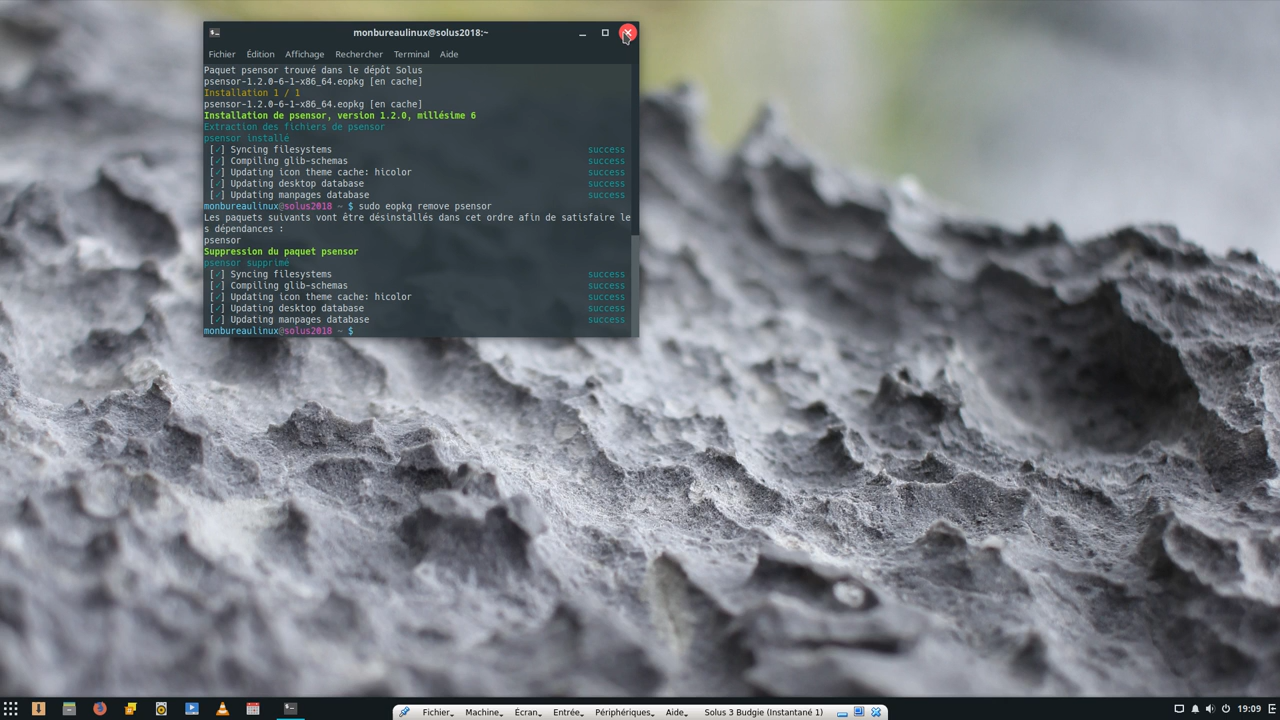 monbureaulinux@solus2018:~
Fichier Édition Affichage Rechercher Terminal Aide
Paquet psensor trouvé dans le dépôt Solus
psensor-1.2.0-6-1-x86_64.eopkg [en cache]
Installation 1 / 1
psensor-1.2.0-6-1-x86_64.eopkg [en cache]
Installation de psensor, version 1.2.0, millésime 6
Extraction des fichiers de psensor
psensor installé
[✓] Syncing filesystems success
[✓] Compiling glib-schemas success
[✓] Updating icon theme cache: hicolor success
[✓] Updating desktop database success
[✓] Updating manpages database success
monbureaulinux@solus2018 ~ $ sudo eopkg remove psensor
Les paquets suivants vont être désinstallés dans cet ordre afin de satisfaire le
s dépendances :
psensor
Suppression du paquet psensor
psensor supprimé
[✓] Syncing filesystems success
[✓] Compiling glib-schemas success
[✓] Updating icon theme cache: hicolor success
[✓] Updating desktop database success
[✓] Updating manpages database success
monbureaulinux@solus2018 ~ $
Fichier Machine Écran Entrée Périphériques Aide Solus 3 Budgie (Instantané 1)
19:09